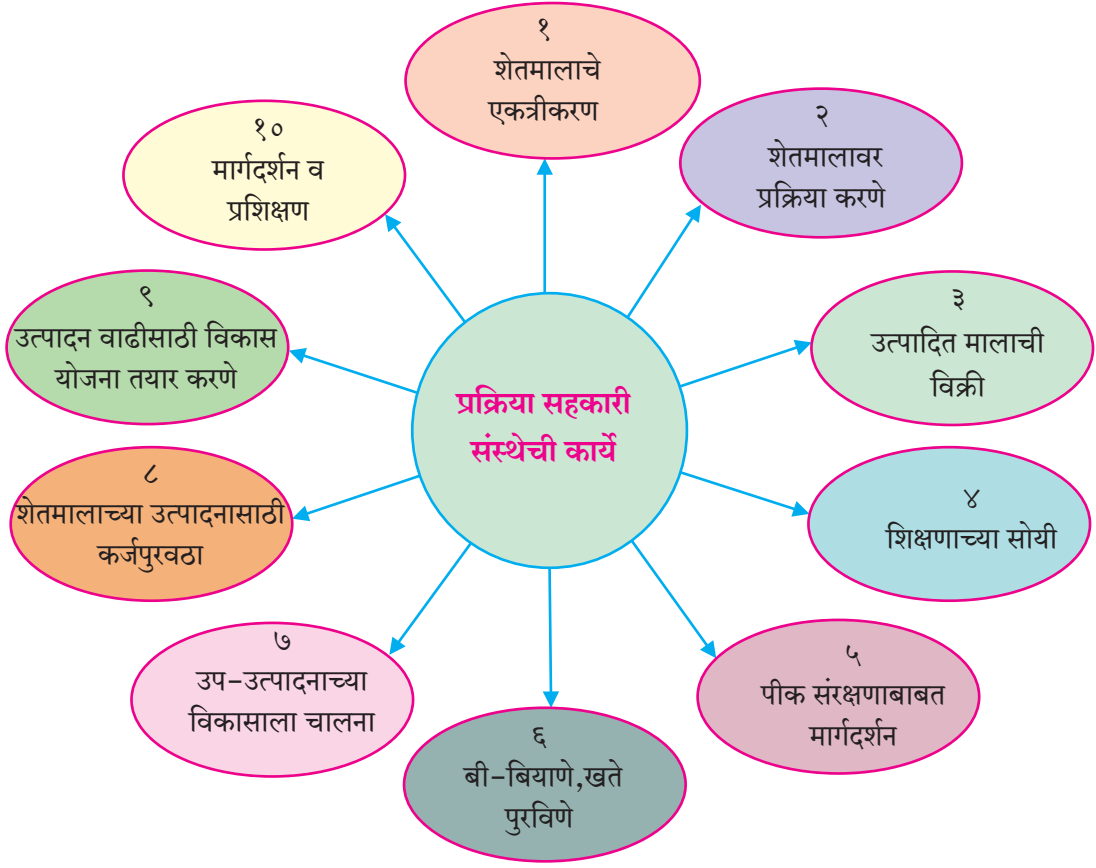 प्रक्रिया सहकारी
संस्थेची कार्ये
१
शेतमालाचे
एकत्रीकरण
२
शेतमालावर
प्रक्रिया करणे
३
उत्पादित मालाची
विक्री
४
शिक्षणाच्या सोयी
५
पीक संरक्षणाबाबत
मार्गदर्शन
६
बी-बियाणे,खते
पुरविणे
७
उप-उत्पादनाच्या
विकासाला चालना
८
शेतमालाच्या उत्पादनासाठी
कर्जपुरवठा
९
उत्पादन वाढीसाठी विकास
योजना तयार करणे
१०
मार्गदर्शन व
प्रशिक्षण